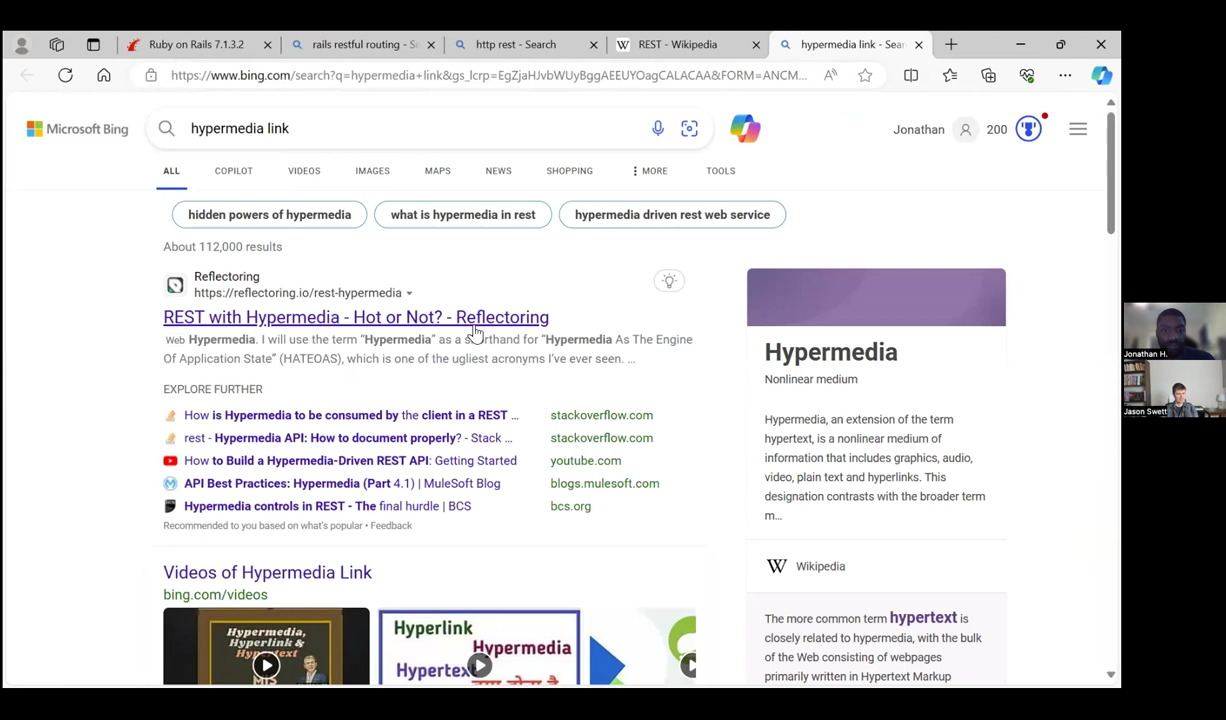 Ruby on Rails 7.1.3.2
rails restful routing - S
http rest - Search
REST - Wikipedia
hypermedia link - Sear
https://www.bing.com/search?q=hypermedia+link&gs_lcrp=EgZjaHJvbWUyBggAEEUYOagCALACAA&FORM=ANCM...
Microsoft Bing
hypermedia link
Jonathan
200
ALL
COPILOT
VIDEOS
IMAGES
MAPS
NEWS
SHOPPING
MORE
TOOLS
hidden powers of hypermedia
what is hypermedia in rest
hypermedia driven rest web service
About 112,000 results
Reflectoring
https://reflectoring.io/rest-hypermedia
REST with Hypermedia - Hot or Not? - Reflectoring
Web Hypermedia. I will use the term “Hypermedia” as a shorthand for “Hypermedia As The Engine
Of Application State” (HATEOAS), which is one of the ugliest acronyms I’ve ever seen. ...
EXPLORE FURTHER
How is Hypermedia to be consumed by the client in a REST ...
stackoverflow.com
rest - Hypermedia API: How to document properly? - Stack ...
stackoverflow.com
How to Build a Hypermedia-Driven REST API: Getting Started
youtube.com
API Best Practices: Hypermedia (Part 4.1) | MuleSoft Blog
blogs.mulesoft.com
Hypermedia controls in REST - The final hurdle | BCS
bcs.org
Recommended to you based on what's popular • Feedback
Videos of Hypermedia Link
bing.com/videos
Hypermedia,
Hyperlink &
Hypertext
MIS
Hyperlink
Hypermedia
Hypertext
क्या होता है
Hypermedia
Nonlinear medium
Hypermedia, an extension of the term
hypertext, is a nonlinear medium of
information that includes graphics, audio,
video, plain text and hyperlinks. This
designation contrasts with the broader term
m...
Wikipedia
The more common term hypertext is
closely related to hypermedia, with the bulk
of the Web consisting of webpages
primarily written in Hypertext Markup
Jonathan H.
Jason Swett